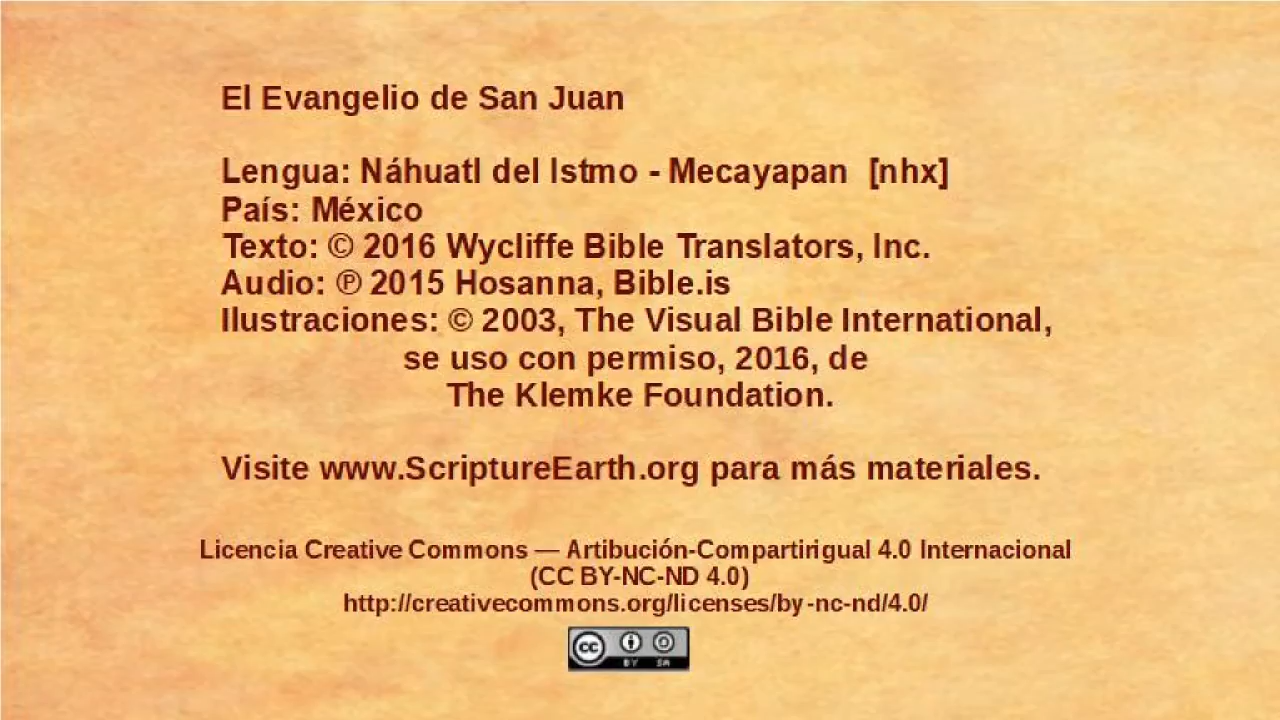 El Evangelio de San Juan
Lengua: Náhuatl del Istmo - Mecayapan [nhx]
País: México
Texto: © 2016 Wycliffe Bible Translators, Inc.
Audio: ℗ 2015 Hosanna, Bible.is
Ilustraciones: © 2003, The Visual Bible International,
se uso con permiso, 2016, de
The Klemke Foundation.
Visite www.ScriptureEarth.org para más materiales.
Licencia Creative Commons — Artibución-Compartirigual 4.0 Internacional
(CC BY-NC-ND 4.0)
http://creativecommons.org/licenses/by-nc-nd/4.0/
cc BY SA